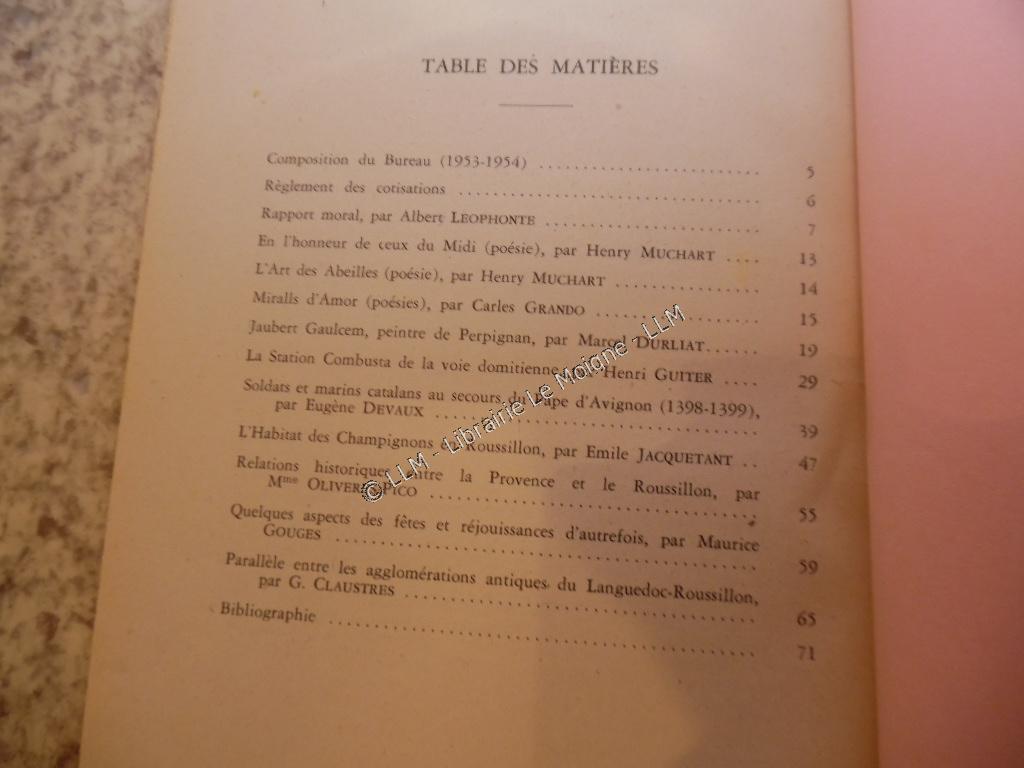 TABLE DES MATIÈRES
Composition du Bureau (1953-1954) ........................ 5
Règlement des cotisations ................................ 6
Rapport moral, par Albert LEOPHONTE ........................ 7
En l'honneur de ceux du Midi (poésie), par Henry MUCHART .... 13
L'Art des Abeilles (poésie), par Henry MUCHART ................ 14
Miralls d'Amor (poésies), par Carles GRANDO .................. 15
Jaubert Gaulcem, peintre de Perpignan, par Marcel DURLIAT...... 19
La Station Combusta de la voie domitienne, Henri GUITER .... 29
Soldats et marins catalans au secours du Pape d'Avignon (1398-1399),
par Eugène DEVAUX ................................ 39
L'Habitat des Champignons en Roussillon, par Emile JACQUETANT .. 47
Relations historiques entre la Provence et le Roussillon, par
Mme OLIVERES-PICO ................................ 55
Quelques aspects des fêtes et réjouissances d'autrefois, par Maurice
GOUGES ........................................ 59
Parallèle entre les agglomérations antiques du Languedoc-Roussillon,
par G. CLAUSTRES ................................ 65
Bibliographie ........................................ 71
© LLM - Librairie Le Moigne - LLM